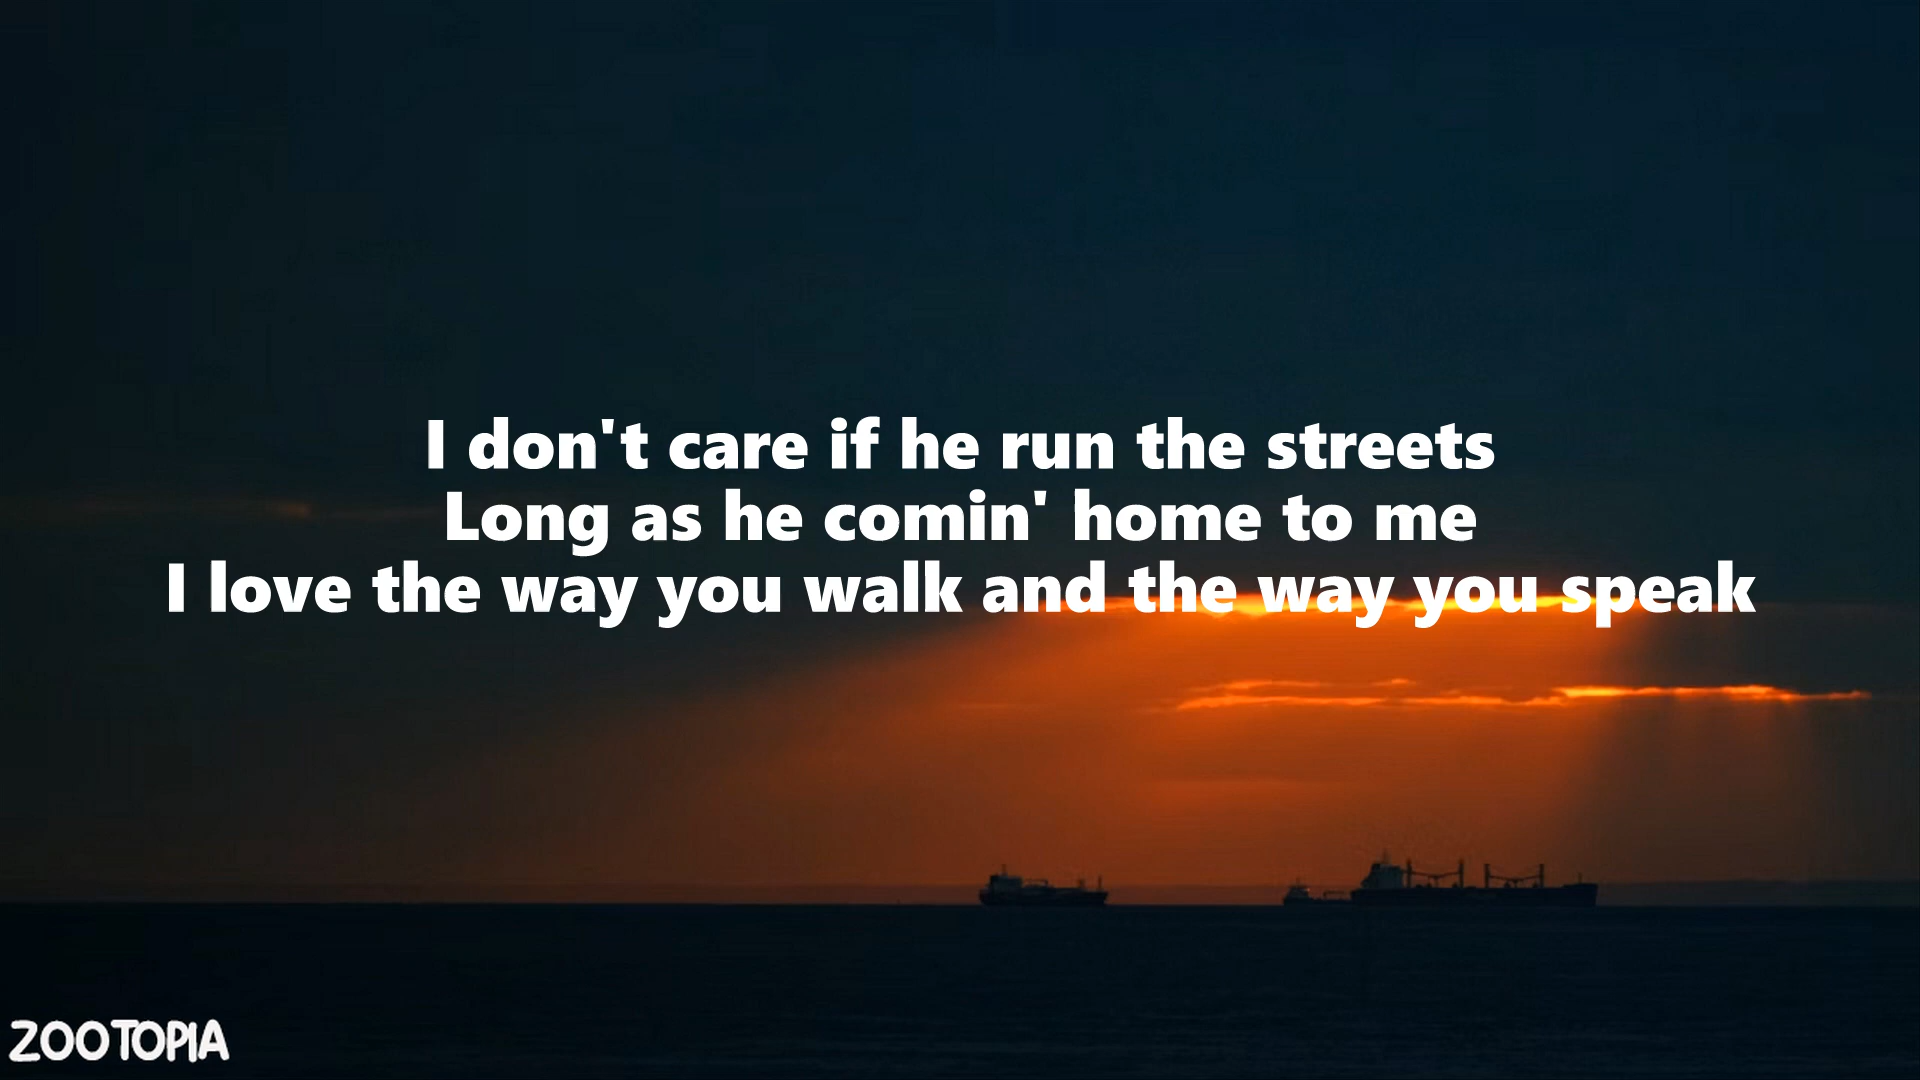 I don't care if he run the streets
Long as he comin' home to me
I love the way you walk and the way you speak
ZOOTOPIA